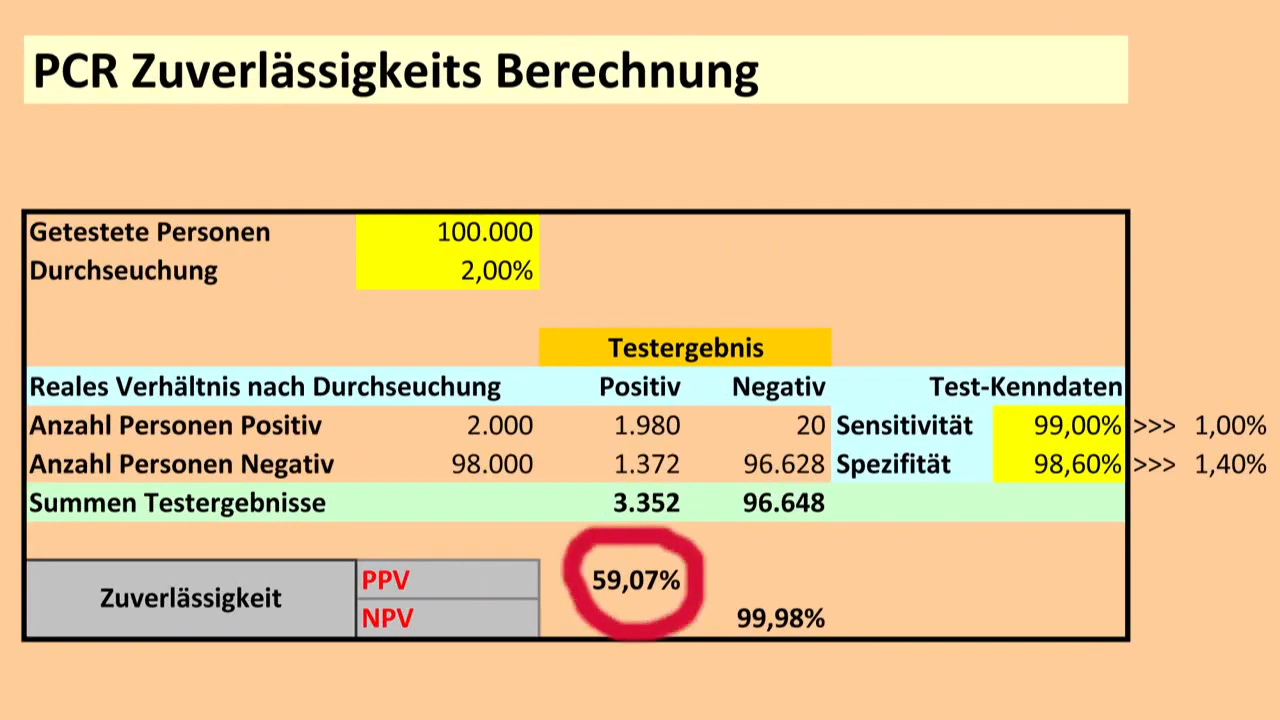 PCR Zuverlässigkeits Berechnung
Getestete Personen 100.000
Durchseuchung 2,00%
Testergebnis
Reales Verhältnis nach Durchseuchung Positiv Negativ Test-Kenndaten
Anzahl Personen Positiv 2.000 1.980 20 Sensitivität 99,00% >>> 1,00%
Anzahl Personen Negativ 98.000 1.372 96.628 Spezifität 98,60% >>> 1,40%
Summen Testergebnisse 3.352 96.648
Zuverlässigkeit
PPV 59,07%
NPV 99,98%